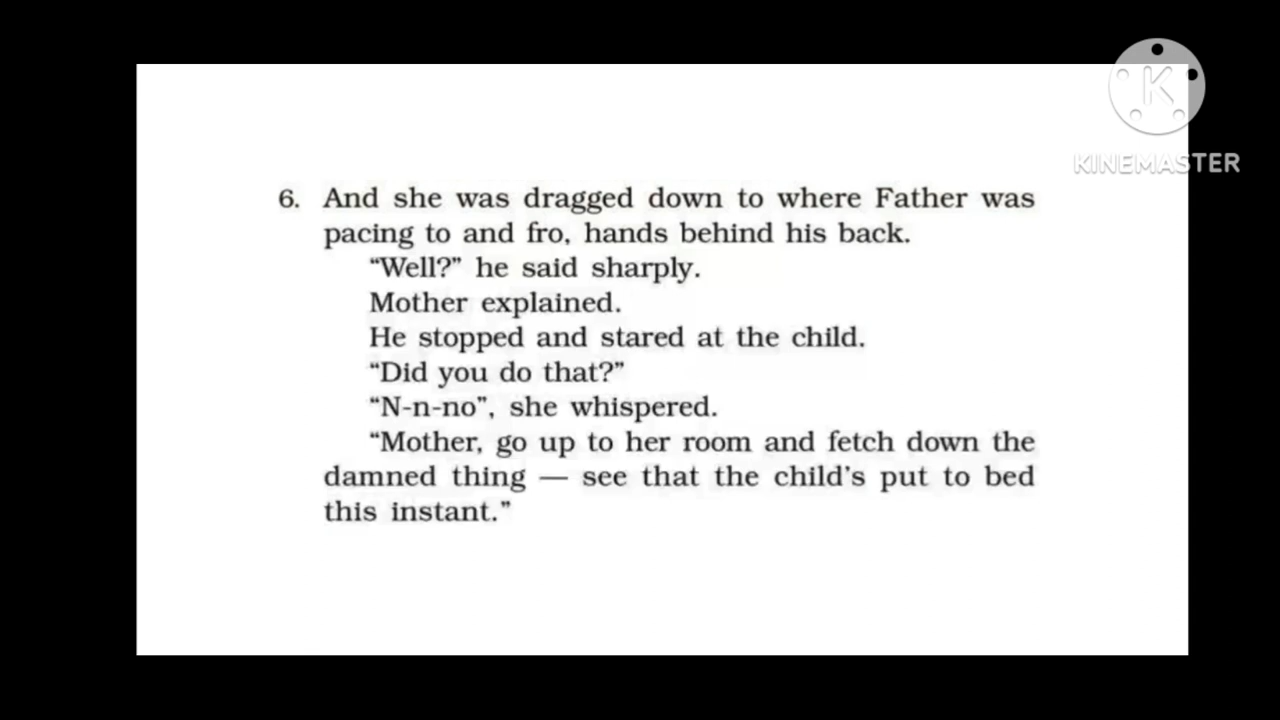 K
KINEMASTER
6. And she was dragged down to where Father was
pacing to and fro, hands behind his back.
“Well?” he said sharply.
Mother explained.
He stopped and stared at the child.
“Did you do that?”
“N-n-no”, she whispered.
“Mother, go up to her room and fetch down the
damned thing — see that the child’s put to bed
this instant.”